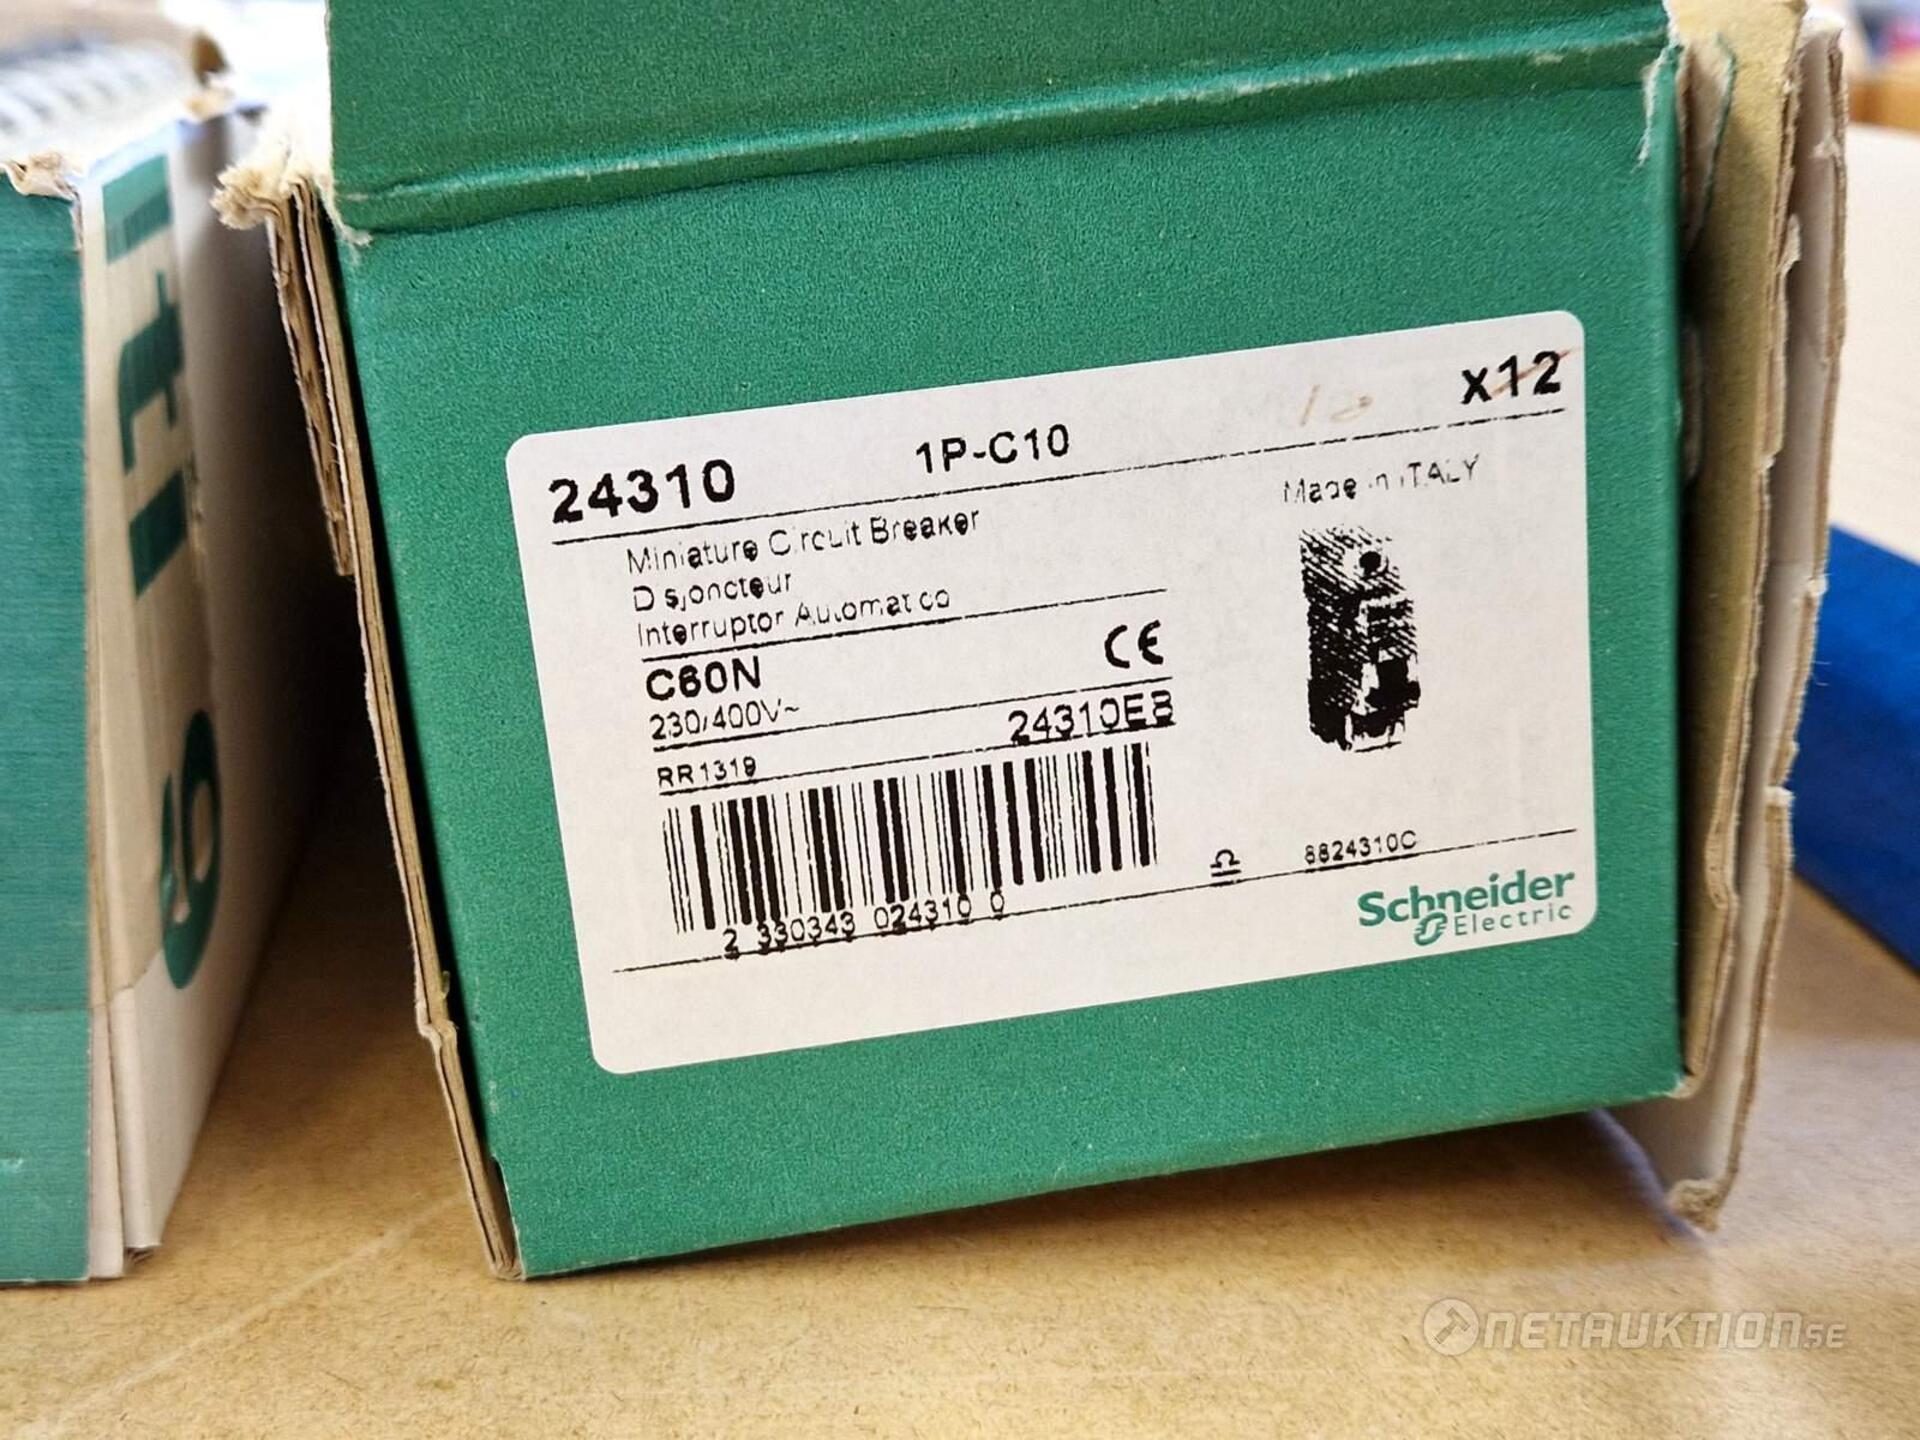 24310 1P-C10 x12
Miniature Circuit Breaker Made in ITALY
Disjoncteur
Interruptor Automatico
C60N CE
230/400V~
24310EB
RR1319
2 330343 024310 0
8824310C
Schneider
Electric
NETAUKTION.SE